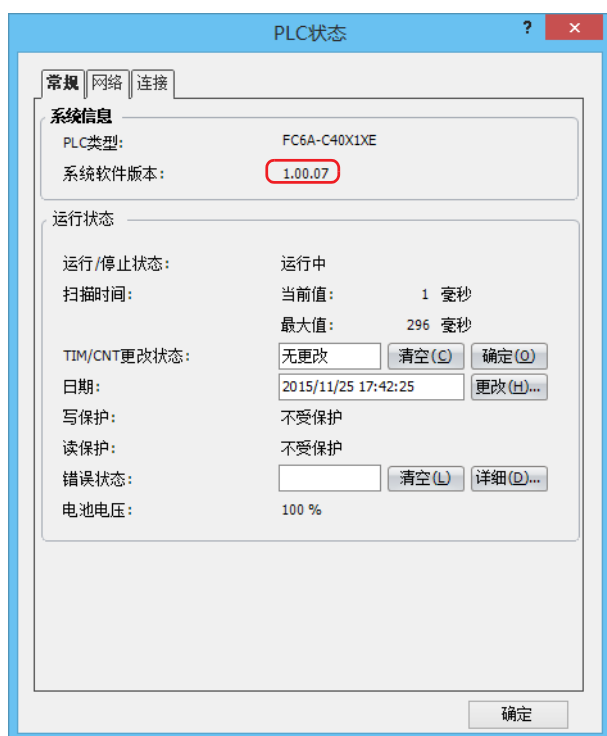 PLC状态
? ×
常规 网络 连接
系统信息
PLC类型: FC6A-C40X1XE
系统软件版本: 1.00.07
运行状态
运行/停止状态: 运行中
扫描时间: 当前值: 1 毫秒
最大值: 296 毫秒
TIM/CNT更改状态: 无更改 清空(C) 确定(O)
日期: 2015/11/25 17:42:25 更改(H)...
写保护: 不受保护
读保护: 不受保护
错误状态: 清空(L) 详细(D)...
电池电压: 100 %
确定